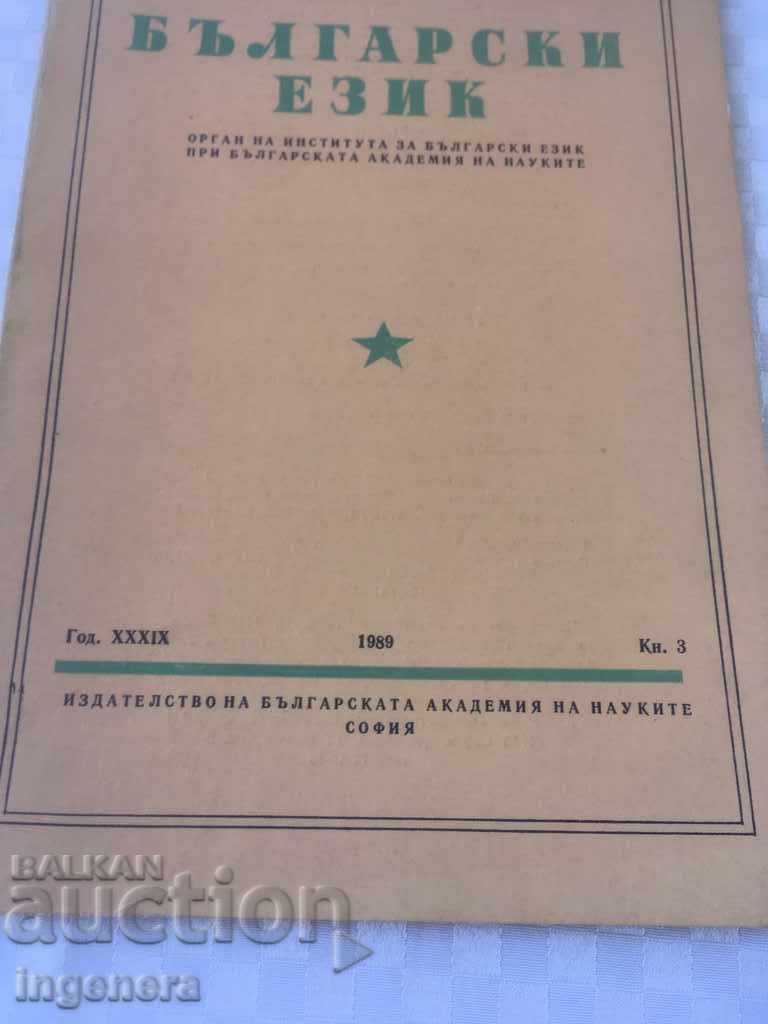 БЪЛГАРСКИ
ЕЗИК
ОРГАН НА ИНСТИТУТА ЗА БЪЛГАРСКИ ЕЗИК
ПРИ БЪЛГАРСКАТА АКАДЕМИЯ НА НАУКИТЕ
Год. XXXIX 1989 Кн. 3
ИЗДАТЕЛСТВО НА БЪЛГАРСКАТА АКАДЕМИЯ НА НАУКИТЕ
СОФИЯ
BALKAN
auction
ingenera